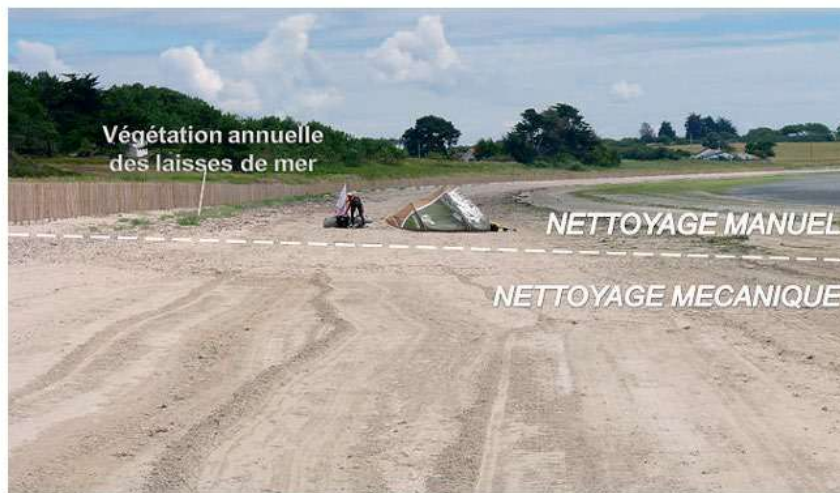 Végétation annuelle
des laisses de mer
NETTOYAGE MANUEL
NETTOYAGE MECANIQUE